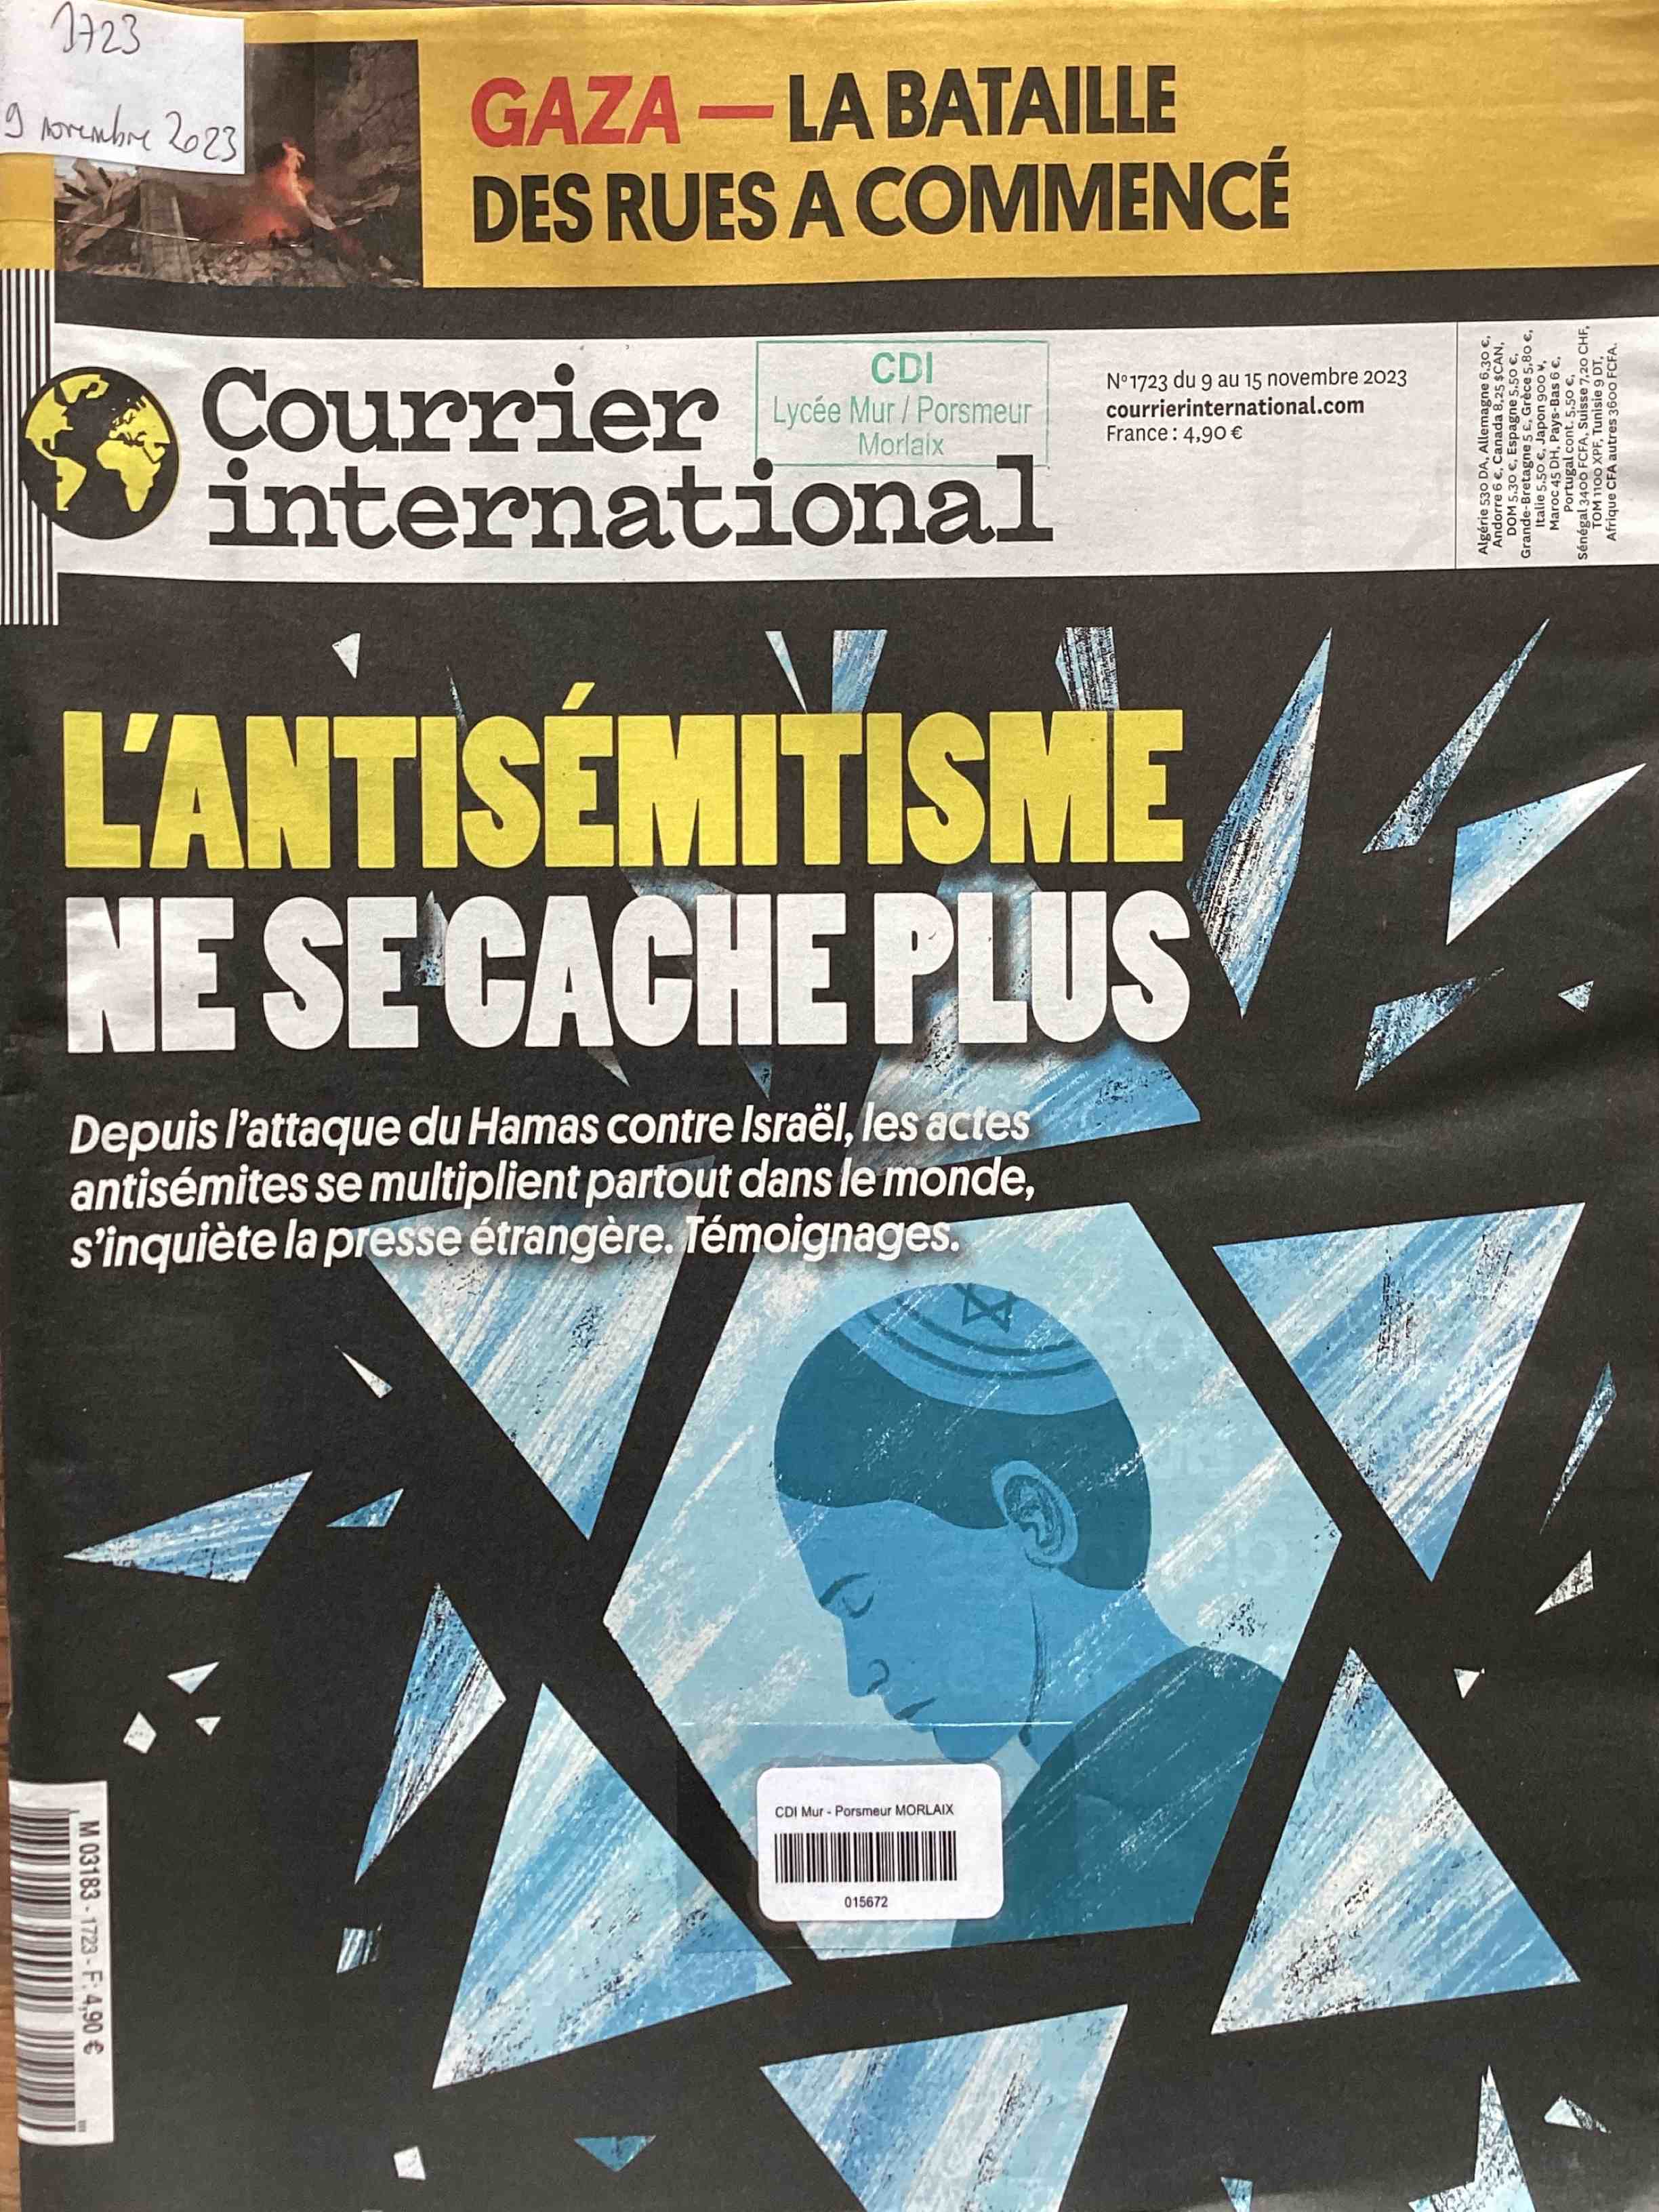 1723
9 novembre 2023
GAZA — LA BATAILLE
DES RUES A COMMENCÉ
Courrier
international
CDI
Lycée Mur / Porsmeur
Morlaix
N° 1723 du 9 au 15 novembre 2023
courrierinternational.com
France : 4,90 €
Algérie 530 DA, Allemagne 6,30 €,
Andorre 6 €, Canada 8,25 $CAN,
DOM 5,30 €, Espagne 5,50 €,
Grande-Bretagne 5 £, Grèce 5,80 €,
Italie 5,50 €, Japon 900 ¥,
Maroc 45 DH, Pays-Bas 6 €,
Portugal cont. 5,50 €,
Sénégal 3400 FCFA, Suisse 7,20 CHF,
TOM 1100 XPF, Tunisie 9 DT,
Afrique CFA autres 3600 FCFA.
L'ANTISÉMITISME
NE SE CACHE PLUS
Depuis l'attaque du Hamas contre Israël, les actes
antisémites se multiplient partout dans le monde,
s'inquiète la presse étrangère. Témoignages.
CDI Mur - Porsmeur MORLAIX
015672
M 03183 - 1723 - F: 4,90 €